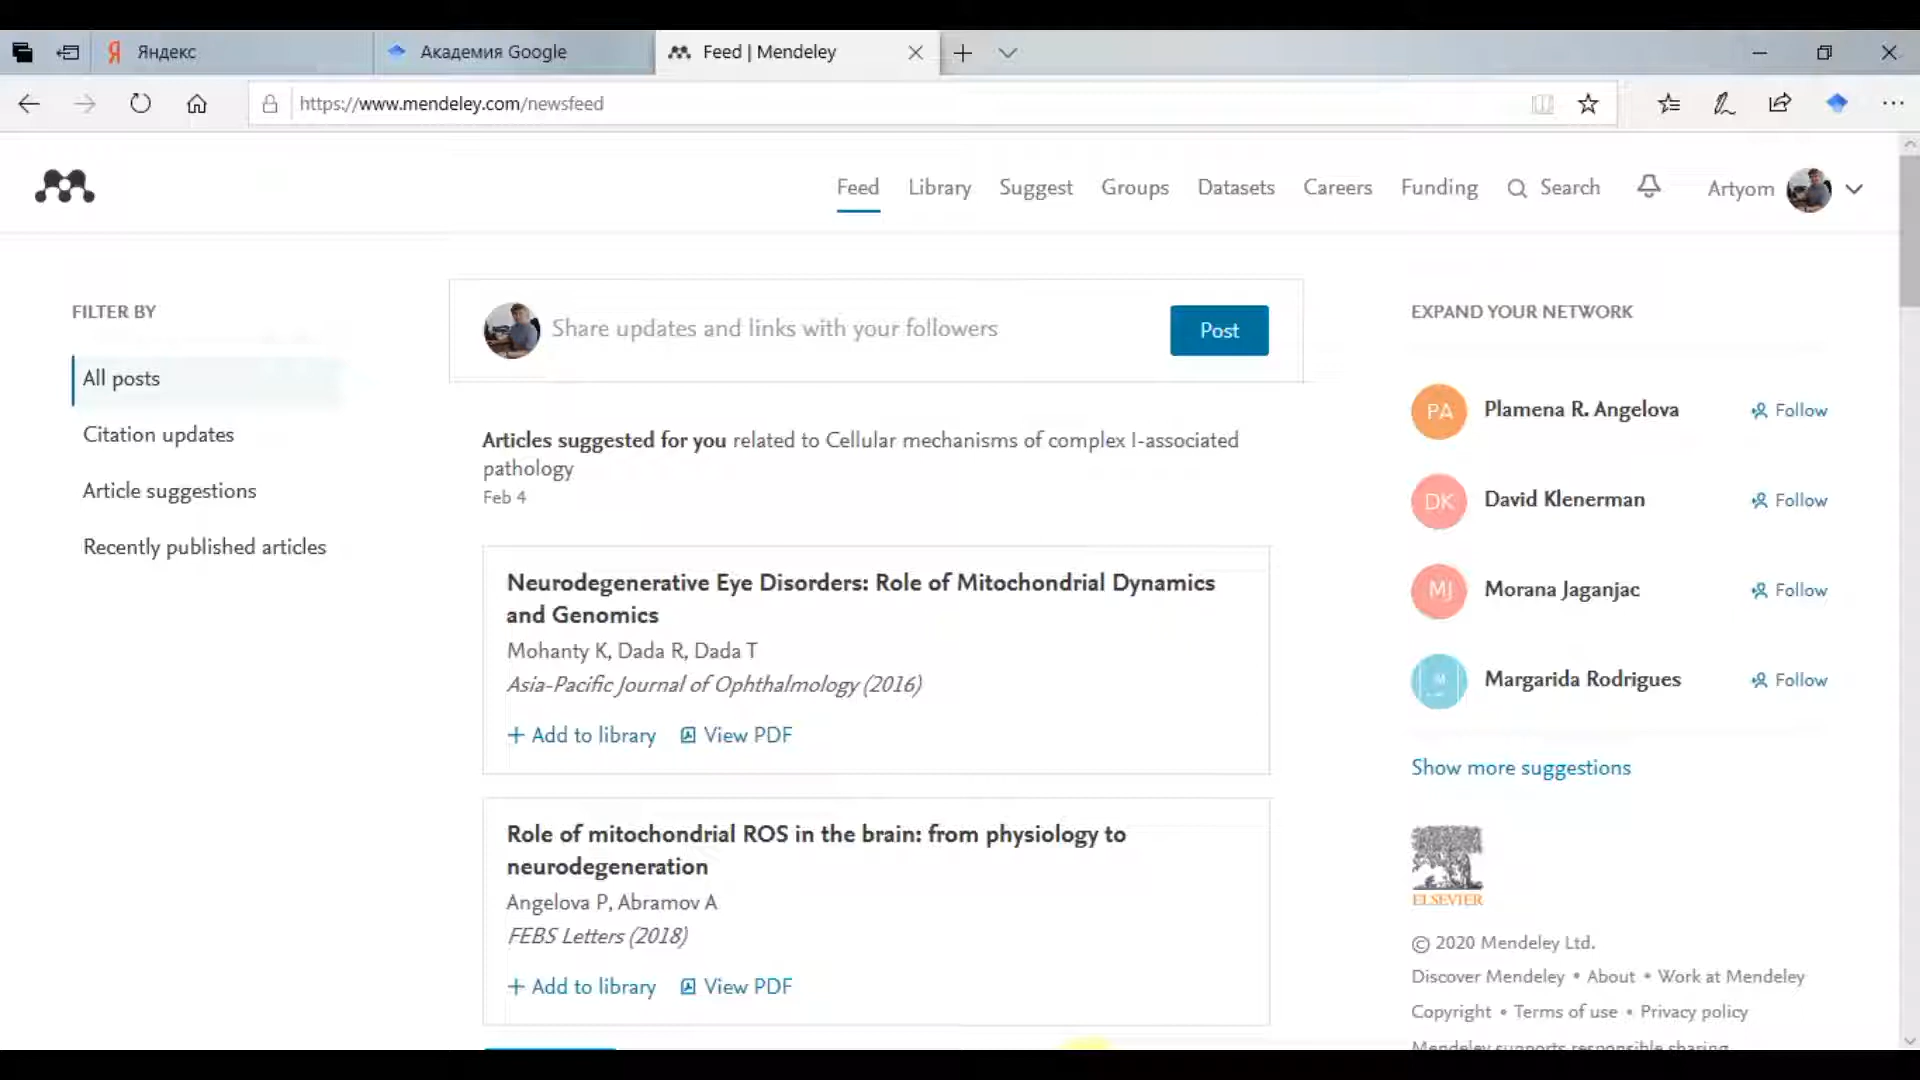 Яндекс
Академия Google
Feed | Mendeley
https://www.mendeley.com/newsfeed
Feed
Library
Suggest
Groups
Datasets
Careers
Funding
Search
Artyom
FILTER BY
All posts
Citation updates
Article suggestions
Recently published articles
Share updates and links with your followers
Post
Articles suggested for you related to Cellular mechanisms of complex I-associated
pathology
Feb 4
Neurodegenerative Eye Disorders: Role of Mitochondrial Dynamics
and Genomics
Mohanty K, Dada R, Dada T
Asia-Pacific Journal of Ophthalmology (2016)
+ Add to library
View PDF
Role of mitochondrial ROS in the brain: from physiology to
neurodegeneration
Angelova P, Abramov A
FEBS Letters (2018)
+ Add to library
View PDF
EXPAND YOUR NETWORK
PA
Plamena R. Angelova
Follow
DK
David Klenerman
Follow
MJ
Morana Jaganjac
Follow
Margarida Rodrigues
Follow
Show more suggestions
ELSEVIER
© 2020 Mendeley Ltd.
Discover Mendeley • About • Work at Mendeley
Copyright • Terms of use • Privacy policy
Mendeley supports responsible sharing